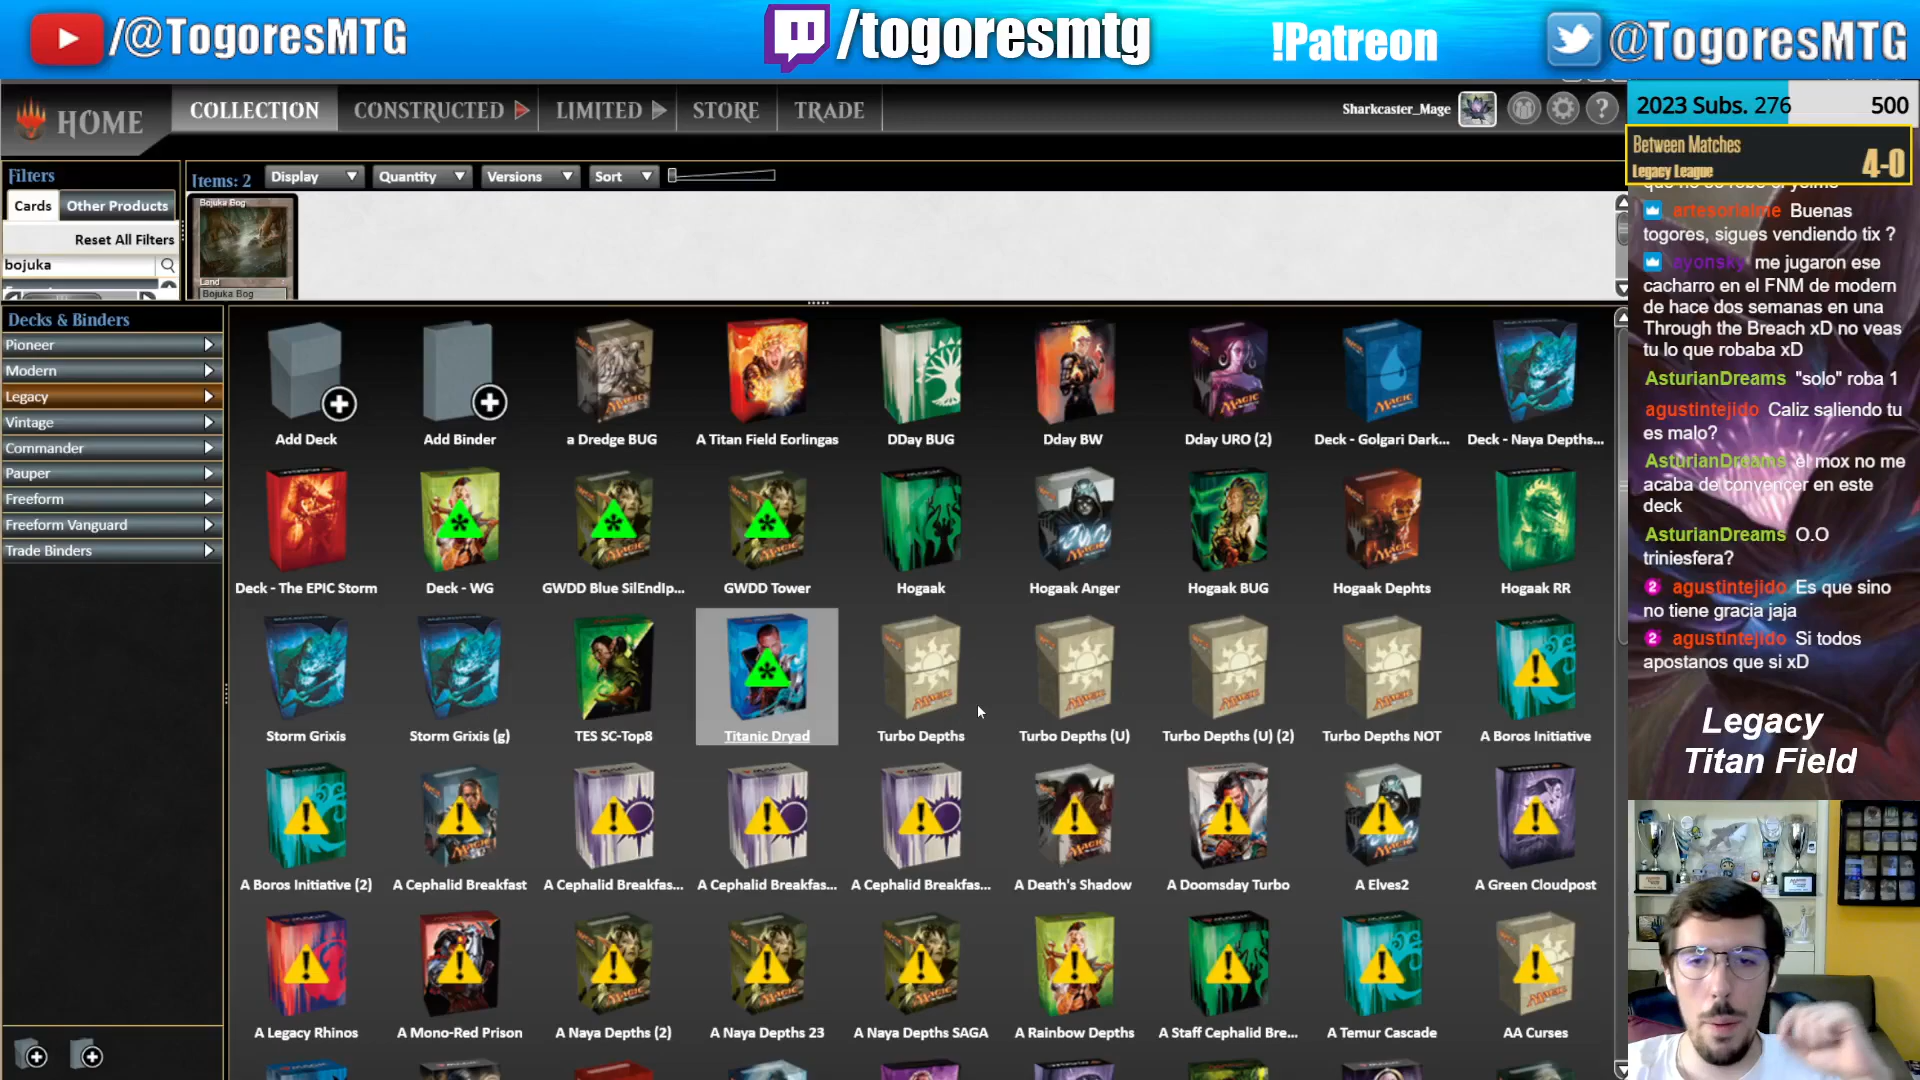 /@TogoresMTG
/togoresmtg
!Patreon
@TogoresMTG
HOME
COLLECTION
CONSTRUCTED
LIMITED
STORE
TRADE
Sharkcaster_Mage
2023 Subs. 276
500
Between Matches
Legacy League
4-0
Filters
Cards
Other Products
Reset All Filters
bojuka
Items: 2
Display
Quantity
Versions
Sort
Bojuka Bog
Land
Bojuka Bog
Decks & Binders
Pioneer
Modern
Legacy
Vintage
Commander
Pauper
Freeform
Freeform Vanguard
Trade Binders
Add Deck
Add Binder
a Dredge BUG
A Titan Field Eorlingas
DDay BUG
Dday BW
Dday URO (2)
Deck - Golgari Dark...
Deck - Naya Depths...
Deck - The EPIC Storm
Deck - WG
GWDD Blue SilEndIp...
GWDD Tower
Hogaak
Hogaak Anger
Hogaak BUG
Hogaak Dephts
Hogaak RR
Storm Grixis
Storm Grixis (g)
TES SC-Top8
Titanic Dryad
Turbo Depths
Turbo Depths (U)
Turbo Depths (U) (2)
Turbo Depths NOT
A Boros Initiative
A Boros Initiative (2)
A Cephalid Breakfast
A Cephalid Breakfas...
A Cephalid Breakfas...
A Cephalid Breakfas...
A Death's Shadow
A Doomsday Turbo
A Elves2
A Green Cloudpost
A Legacy Rhinos
A Mono-Red Prison
A Naya Depths (2)
A Naya Depths 23
A Naya Depths SAGA
A Rainbow Depths
A Staff Cephalid Bre...
A Temur Cascade
AA Curses
artesorialme Buenas
togores, sigues vendiendo tix ?
ayonsky me jugaron ese
cacharro en el FNM de modern
de hace dos semanas en una
Through the Breach xD no veas
tu lo que robaba xD
AsturianDreams "solo" roba 1
agustintejido Caliz saliendo tu
es malo?
AsturianDreams el mox no me
acaba de convencer en este
deck
AsturianDreams O.O
triniesfera?
agustintejido Es que sino
no tiene gracia jaja
agustintejido Si todos
apostanos que si xD
Legacy
Titan Field